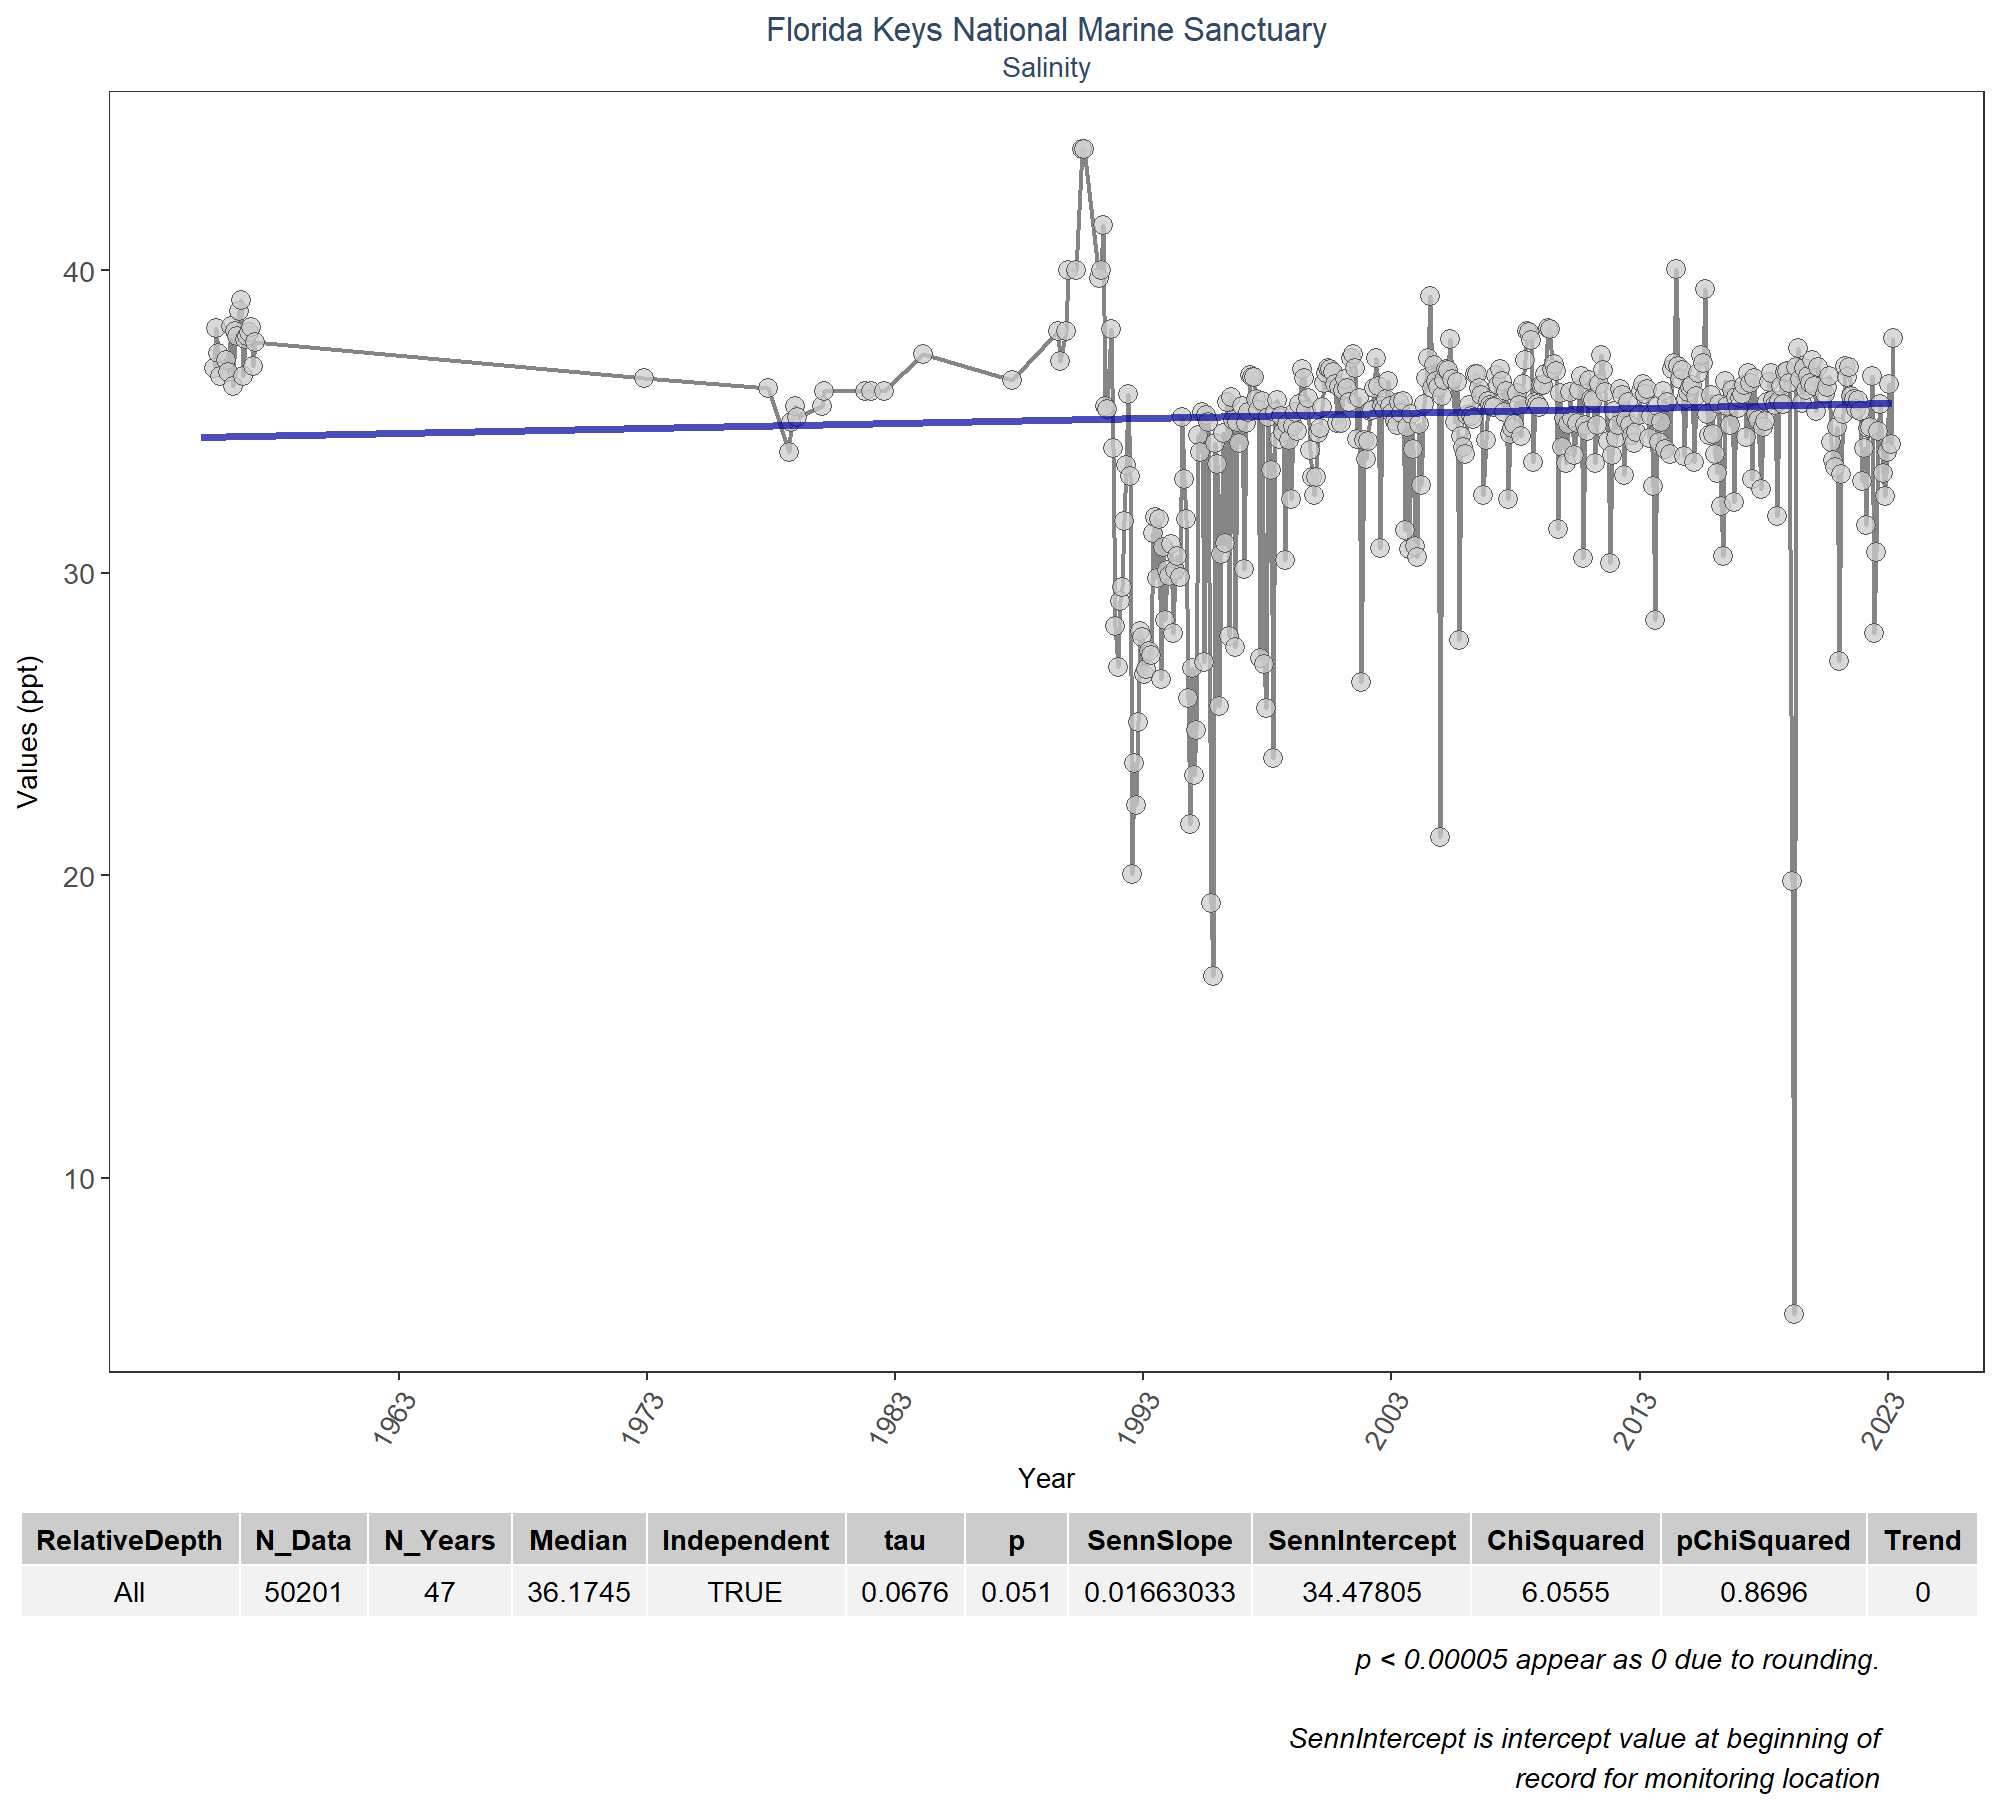 Florida Keys National Marine Sanctuary
Salinity
Values (ppt)
40
30
20
10
1963 1973 1983 1993 2003 2013 2023
Year
RelativeDepth N_Data N_Years Median Independent tau p SennSlope SennIntercept ChiSquared pChiSquared Trend
All 50201 47 36.1745 TRUE 0.0676 0.051 0.01663033 34.47805 6.0555 0.8696 0
p < 0.00005 appear as 0 due to rounding.
SennIntercept is intercept value at beginning of
record for monitoring location